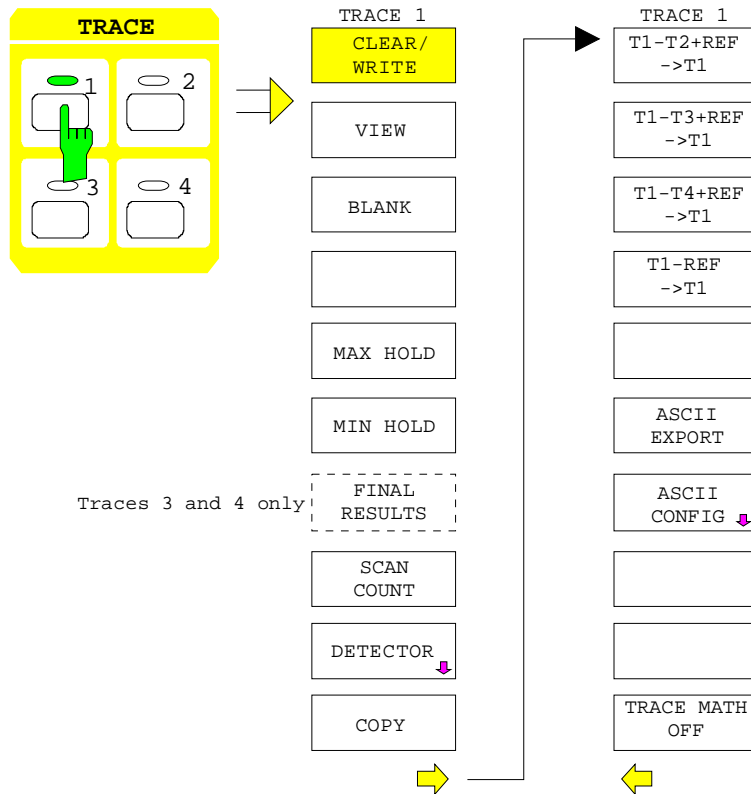 TRACE
1
2
3
4
TRACE 1
CLEAR/
WRITE
VIEW
BLANK
MAX HOLD
MIN HOLD
Traces 3 and 4 only
FINAL
RESULTS
SCAN
COUNT
DETECTOR
COPY
TRACE 1
T1-T2+REF
->T1
T1-T3+REF
->T1
T1-T4+REF
->T1
T1-REF
->T1
ASCII
EXPORT
ASCII
CONFIG
TRACE MATH
OFF